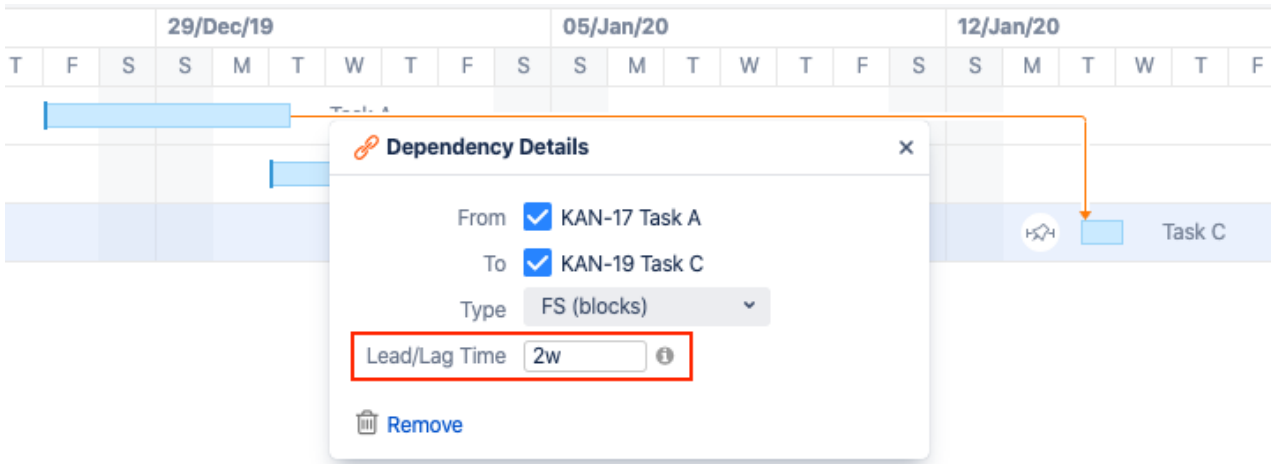 29/Dec/19 05/Jan/20 12/Jan/20
T F S S M T W T F S S M T W T F S S M T W T F
Task A
Dependency Details
From KAN-17 Task A
To KAN-19 Task C
Task C
Type FS (blocks)
Lead/Lag Time 2w
Remove